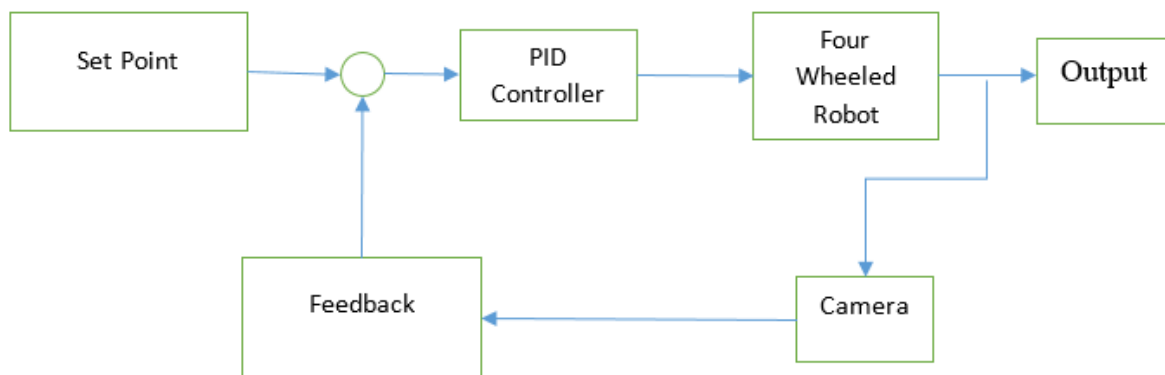 Set Point
PID
Controller
Four
Wheeled
Robot
Output
Feedback
Camera